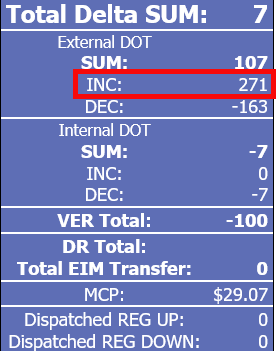 Total Delta SUM: 7
External DOT
SUM: 107
INC: 271
DEC: -163
Internal DOT
SUM: -7
INC: 0
DEC: -7
VER Total: -100
DR Total:
Total EIM Transfer: 0
MCP: $29.07
Dispatched REG UP: 0
Dispatched REG DOWN: 0